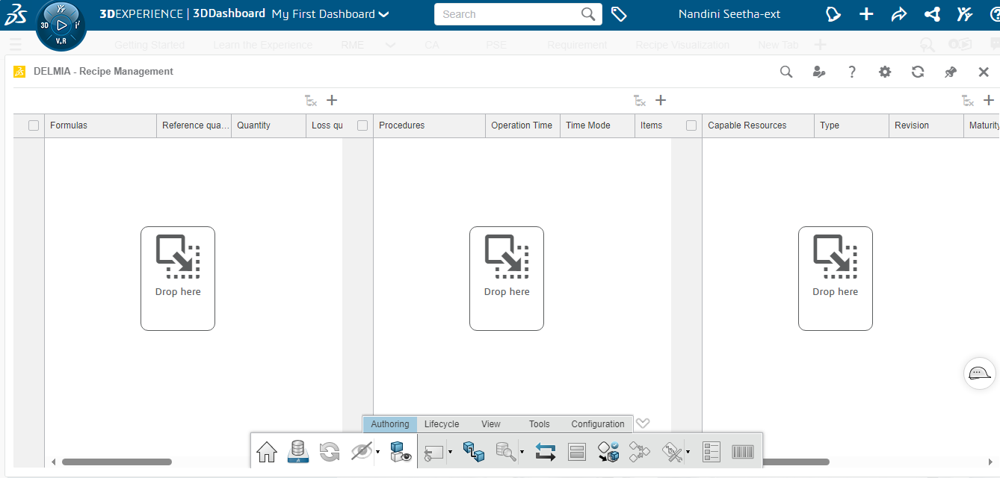 3DEXPERIENCE | 3DDashboard My First Dashboard
Search
Nandini Seetha-ext
3D
V.R
Getting Started
Learn the Experience
RME
CA
PSE
Requirement
Recipe Visualization
New Tab
DELMIA - Recipe Management
Formulas
Reference qua...
Quantity
Loss qu
Procedures
Operation Time
Time Mode
Items
Capable Resources
Type
Revision
Maturity
Drop here
Drop here
Drop here
Authoring
Lifecycle
View
Tools
Configuration